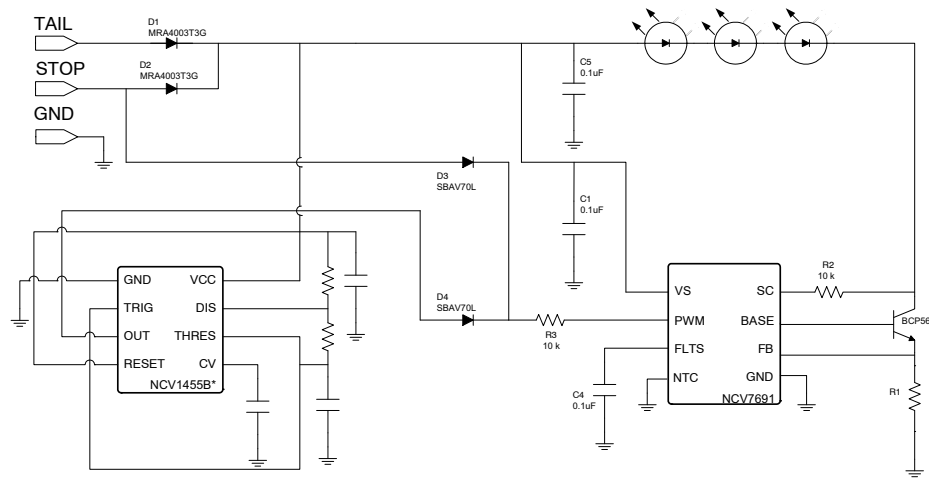 TAIL
D1
MRA4003T3G
STOP
D2
MRA4003T3G
GND
C5
0.1uF
D3
SBAV70L
C1
0.1uF
GND
VCC
TRIG
DIS
OUT
THRES
RESET
CV
NCV1455B*
D4
SBAV70L
R3
10 k
VS
SC
PWM
BASE
FLTS
FB
NTC
GND
NCV7691
R2
10 k
BCP56
C4
0.1uF
R1